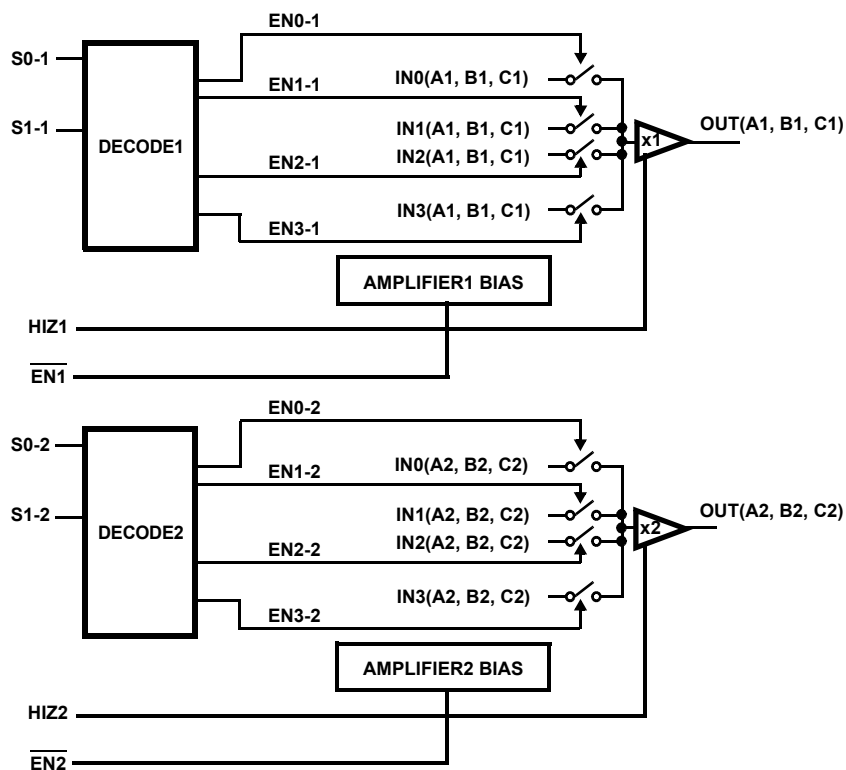 EN0-1
S0-1
IN0(A1, B1, C1)
EN1-1
S1-1
IN1(A1, B1, C1)
OUT(A1, B1, C1)
DECODE1
x1
IN2(A1, B1, C1)
EN2-1
IN3(A1, B1, C1)
EN3-1
AMPLIFIER1 BIAS
HIZ1
EN1
EN0-2
S0-2
IN0(A2, B2, C2)
EN1-2
S1-2
IN1(A2, B2, C2)
OUT(A2, B2, C2)
DECODE2
x2
IN2(A2, B2, C2)
EN2-2
IN3(A2, B2, C2)
EN3-2
AMPLIFIER2 BIAS
HIZ2
EN2